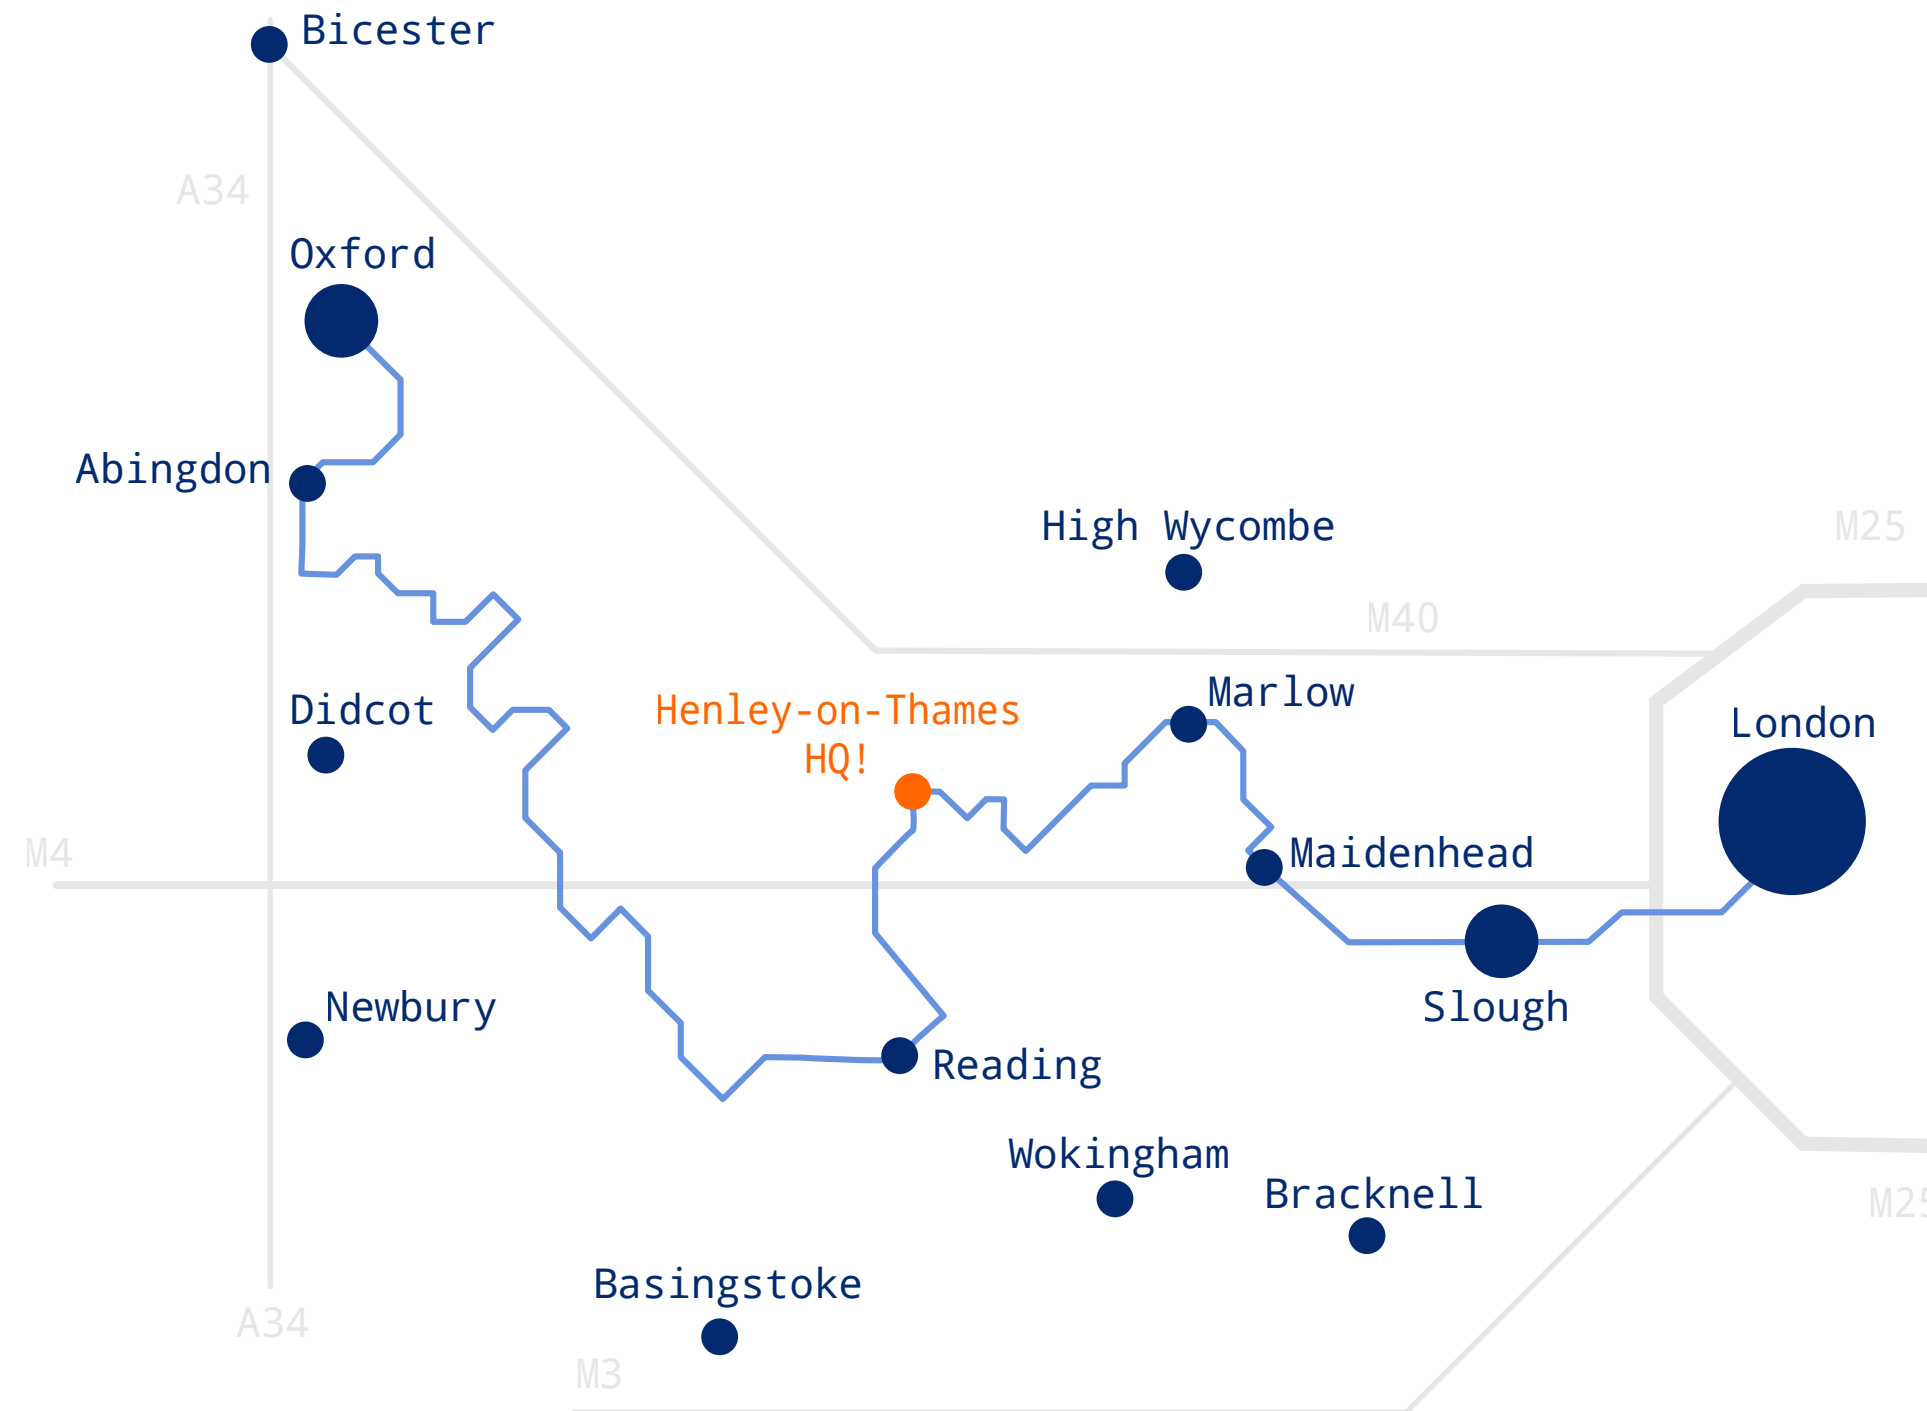 Bicester
A34
Oxford
Abingdon
High Wycombe
M25
M40
Marlow
Didcot
Henley-on-Thames
HQ!
London
M4
Maidenhead
Newbury
Slough
Reading
Wokingham
Bracknell
M25
Basingstoke
A34
M3